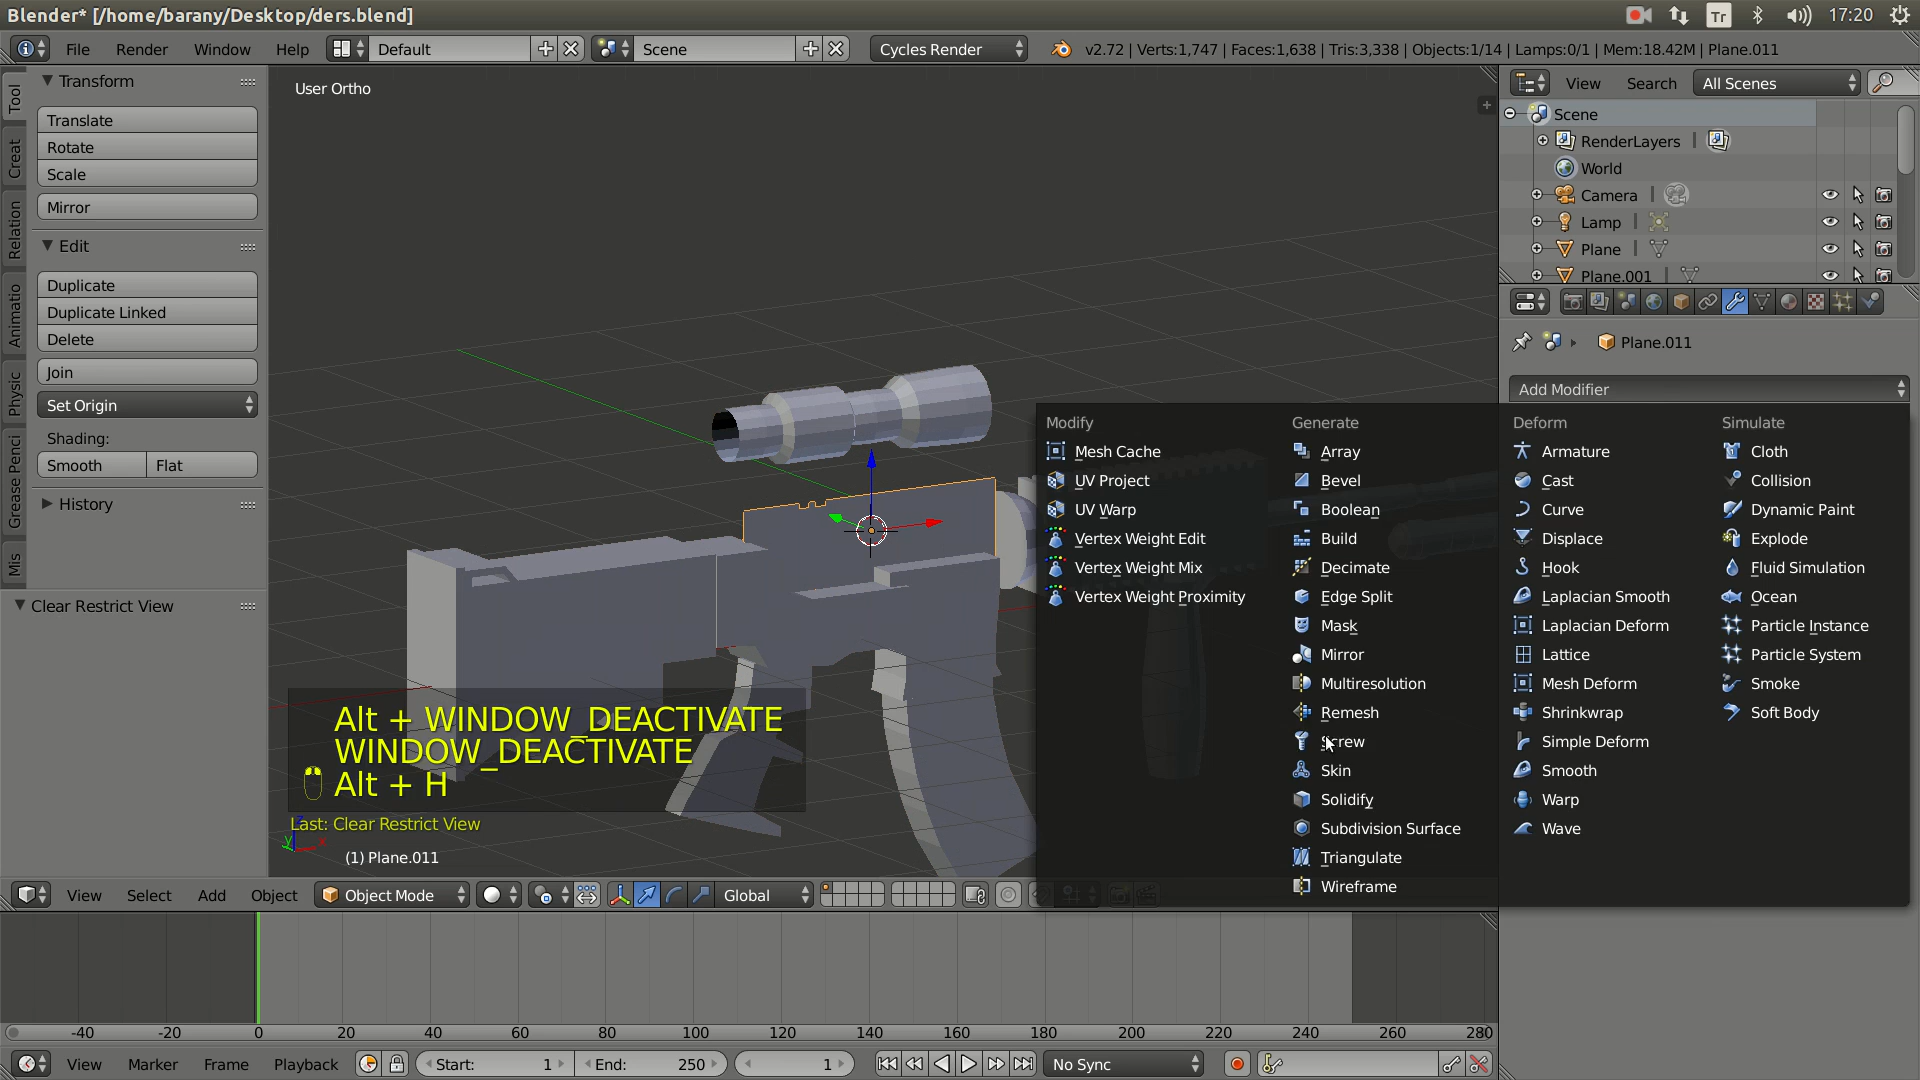 Blender* [/home/barany/Desktop/ders.blend]
Tr
17:20
File
Render
Window
Help
Default
Scene
Cycles Render
v2.72 | Verts:1,747 | Faces:1,638 | Tris:3,338 | Objects:1/14 | Lamps:0/1 | Mem:18.42M | Plane.011
Tool
Creat
Relation
Animatio
Physic
Grease Penci
Mis
Transform
Translate
Rotate
Scale
Mirror
Edit
Duplicate
Duplicate Linked
Delete
Join
Set Origin
Shading:
Smooth
Flat
History
Clear Restrict View
User Ortho
Alt + WINDOW_DEACTIVATE
WINDOW_DEACTIVATE
Alt + H
Last: Clear Restrict View
(1) Plane.011
View
Search
All Scenes
Scene
RenderLayers
World
Camera
Lamp
Plane
Plane.001
Plane.011
Add Modifier
Modify
Mesh Cache
UV Project
UV Warp
Vertex Weight Edit
Vertex Weight Mix
Vertex Weight Proximity
Generate
Array
Bevel
Boolean
Build
Decimate
Edge Split
Mask
Mirror
Multiresolution
Remesh
Screw
Skin
Solidify
Subdivision Surface
Triangulate
Wireframe
Deform
Armature
Cast
Curve
Displace
Hook
Laplacian Smooth
Laplacian Deform
Lattice
Mesh Deform
Shrinkwrap
Simple Deform
Smooth
Warp
Wave
Simulate
Cloth
Collision
Dynamic Paint
Explode
Fluid Simulation
Ocean
Particle Instance
Particle System
Smoke
Soft Body
View
Select
Add
Object
Object Mode
Global
-40
-20
0
20
40
60
80
100
120
140
160
180
200
220
240
260
280
View
Marker
Frame
Playback
Start: 1
End: 250
1
No Sync